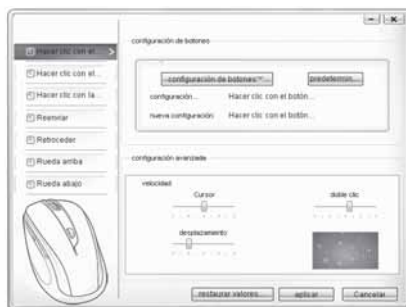 Hacer clic con el...
Hacer clic con el...
Hacer clic con la...
Reenviar
Retroceder
Rueda arriba
Rueda abajo
configuración de botones
configuración de botones
predetermin...
configuración...
Hacer clic con el botón...
nueva configuración:
Hacer clic con el botón...
configuración avanzada
velocidad
Cursor
doble clic
desplazamiento
restaurar valores...
aplicar
Cancelar